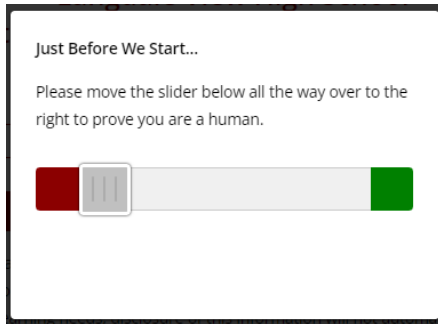 Just Before We Start...
Please move the slider below all the way over to the
right to prove you are a human.